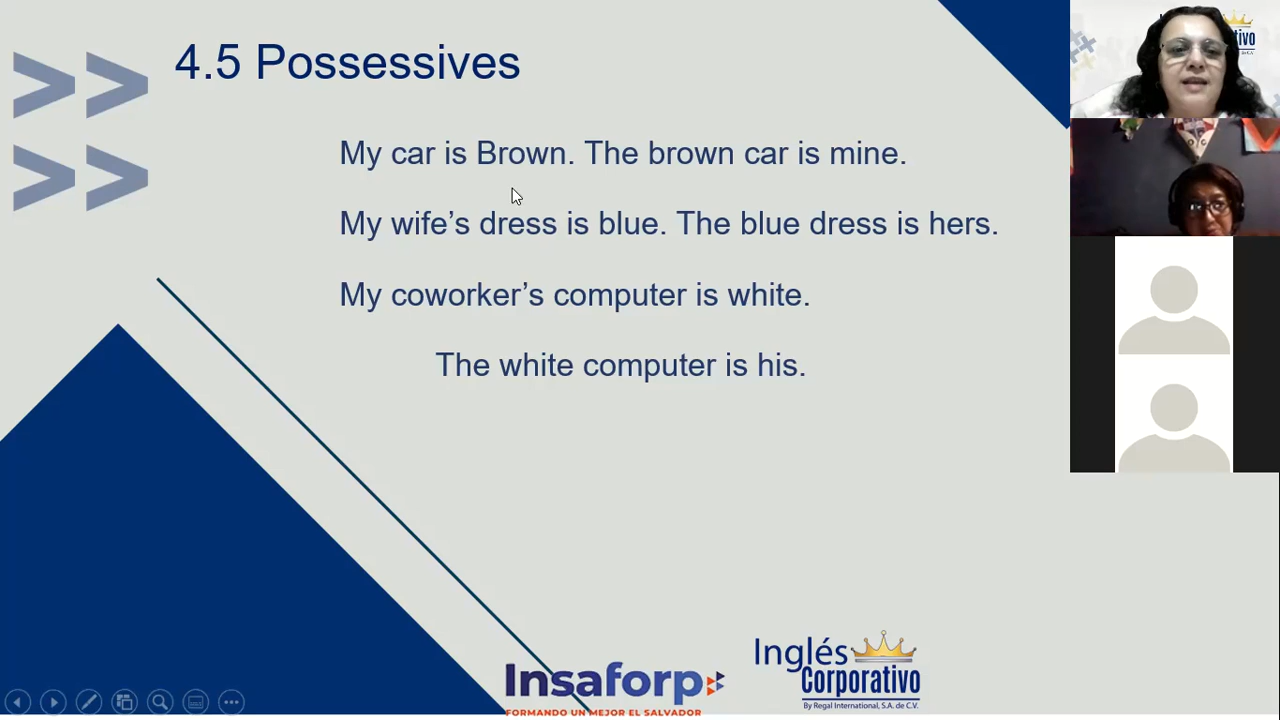 4.5 Possessives
My car is Brown. The brown car is mine.
My wife’s dress is blue. The blue dress is hers.
My coworker’s computer is white.
The white computer is his.
Insaforp
FORMANDO UN MEJOR EL SALVADOR
Inglés
Corporativo
By Regal International, S.A. de C.V.